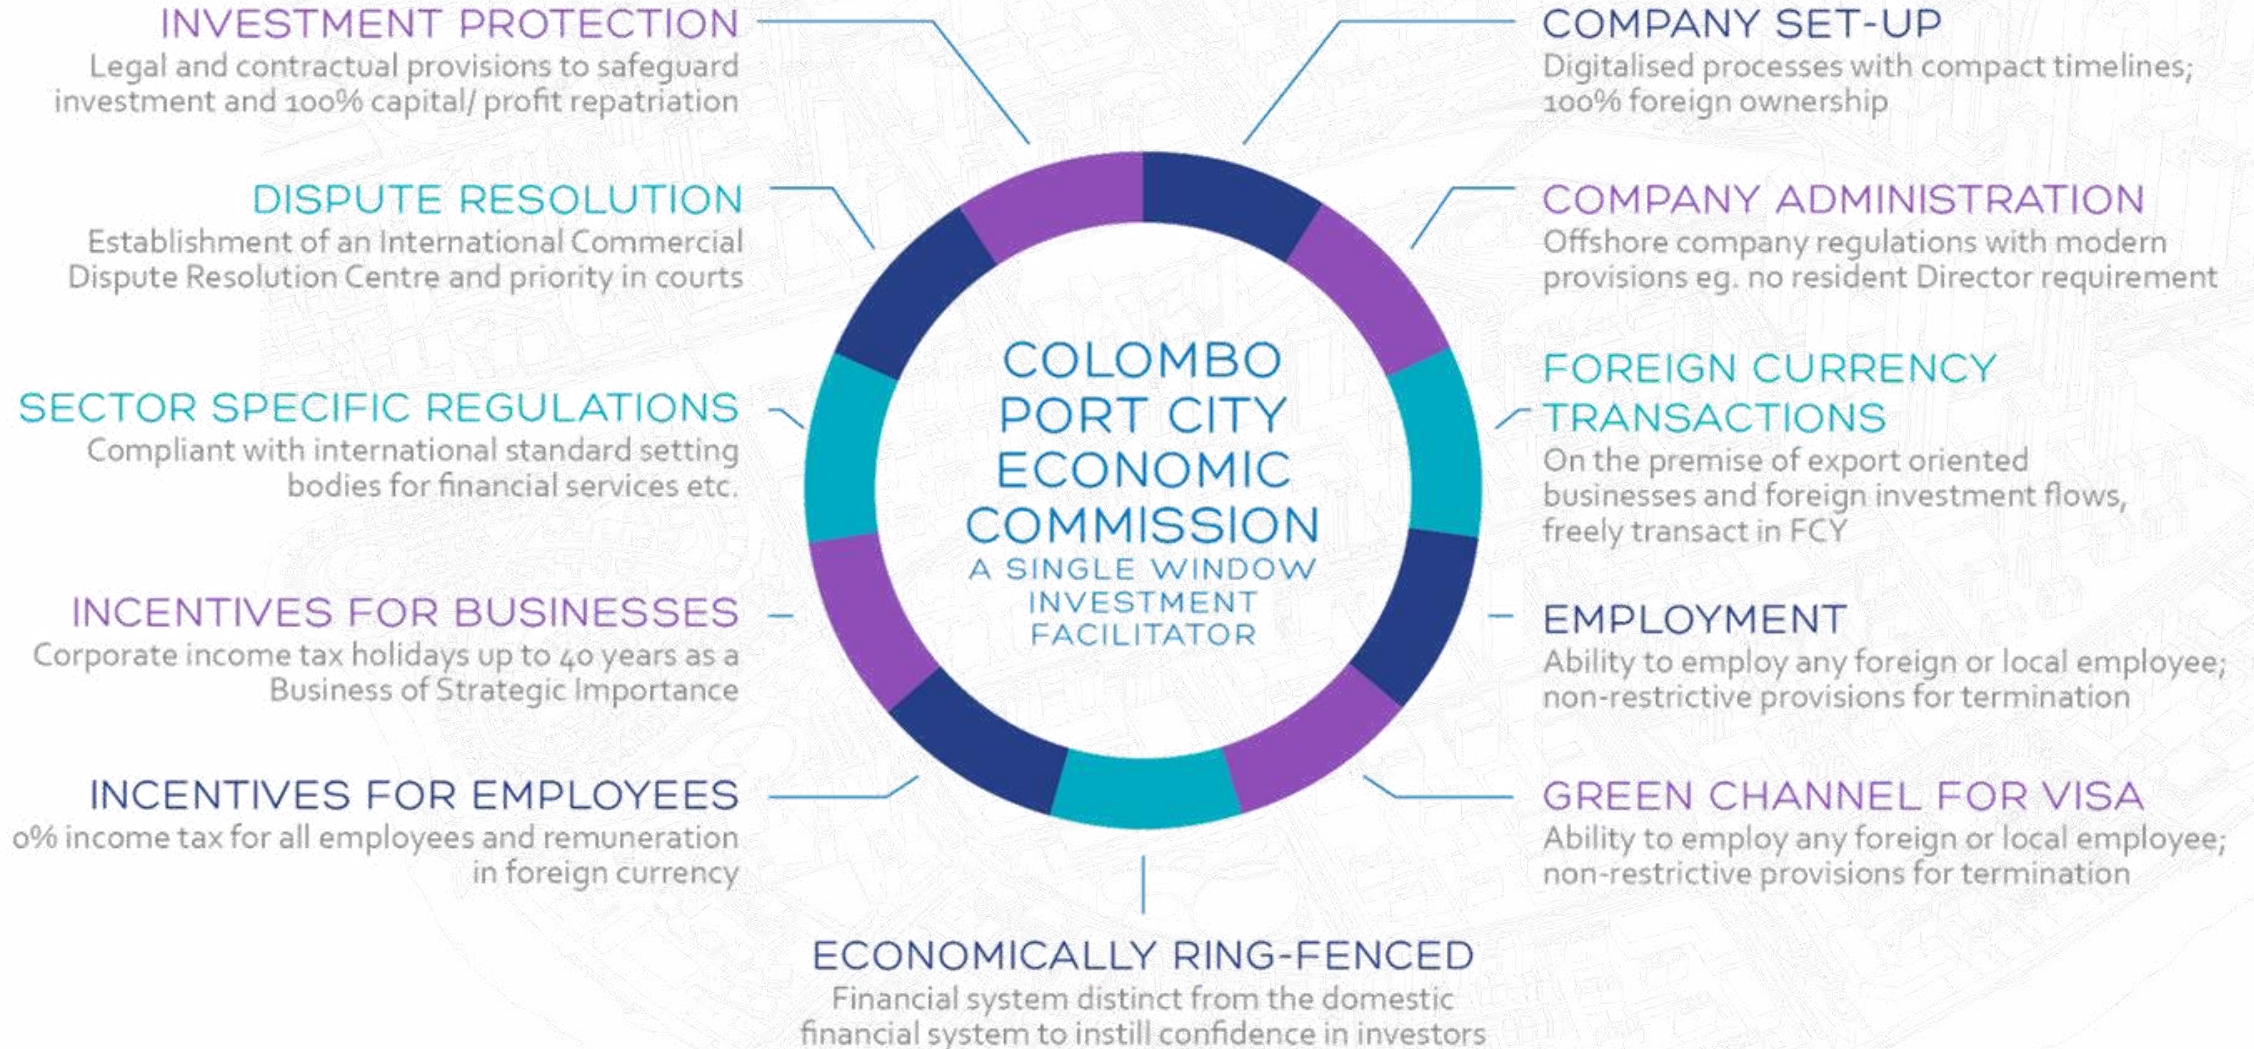 INVESTMENT PROTECTION
Legal and contractual provisions to safeguard
investment and 100% capital/ profit repatriation
DISPUTE RESOLUTION
Establishment of an International Commercial
Dispute Resolution Centre and priority in courts
SECTOR SPECIFIC REGULATIONS
Compliant with international standard setting
bodies for financial services etc.
INCENTIVES FOR BUSINESSES
Corporate income tax holidays up to 40 years as a
Business of Strategic Importance
INCENTIVES FOR EMPLOYEES
0% income tax for all employees and remuneration
in foreign currency
COLOMBO
PORT CITY
ECONOMIC
COMMISSION
A SINGLE WINDOW
INVESTMENT
FACILITATOR
COMPANY SET-UP
Digitalised processes with compact timelines;
100% foreign ownership
COMPANY ADMINISTRATION
Offshore company regulations with modern
provisions eg. no resident Director requirement
FOREIGN CURRENCY
TRANSACTIONS
On the premise of export oriented
businesses and foreign investment flows,
freely transact in FCY
EMPLOYMENT
Ability to employ any foreign or local employee;
non-restrictive provisions for termination
GREEN CHANNEL FOR VISA
Ability to employ any foreign or local employee;
non-restrictive provisions for termination
ECONOMICALLY RING-FENCED
Financial system distinct from the domestic
financial system to instill confidence in investors